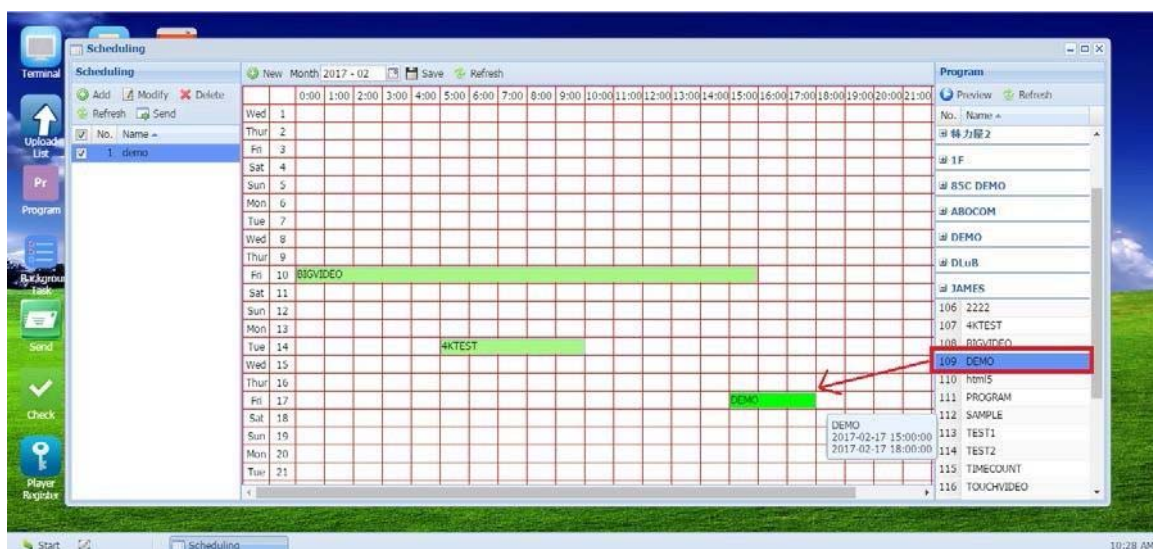 Terminal
Upload
List
Program
Pr
Task
Send
Check
Player
Register
Scheduling
Scheduling
Add Modify Delete
Refresh Send
No. Name
1 demo
New Month 2017 - 02 Save Refresh
0:00 1:00 2:00 3:00 4:00 5:00 6:00 7:00 8:00 9:00 10:00 11:00 12:00 13:00 14:00 15:00 16:00 17:00 18:00 19:00 20:00 21:00
Wed 1
Thur 2
Fri 3
Sat 4
Sun 5
Mon 6
Tue 7
Wed 8
Thur 9
Fri 10 BIGVIDEO
Sat 11
Sun 12
Mon 13
Tue 14 4KTEST
Wed 15
Thur 16
Fri 17 DEMO
Sat 18
Sun 19
Mon 20
Tue 21
DEMO
2017-02-17 15:00:00
2017-02-17 18:00:00
Program
Preview Refresh
No. Name
力屋2
1F
85C DEMO
ABOCOM
DEMO
DLuB
JAMES
106 2222
107 4KTEST
108 BIGVIDEO
109 DEMO
110 html5
111 PROGRAM
112 SAMPLE
113 TEST1
114 TEST2
115 TIMECOUNT
116 TOUCHVIDEO
Start
Scheduling
10:28 AM